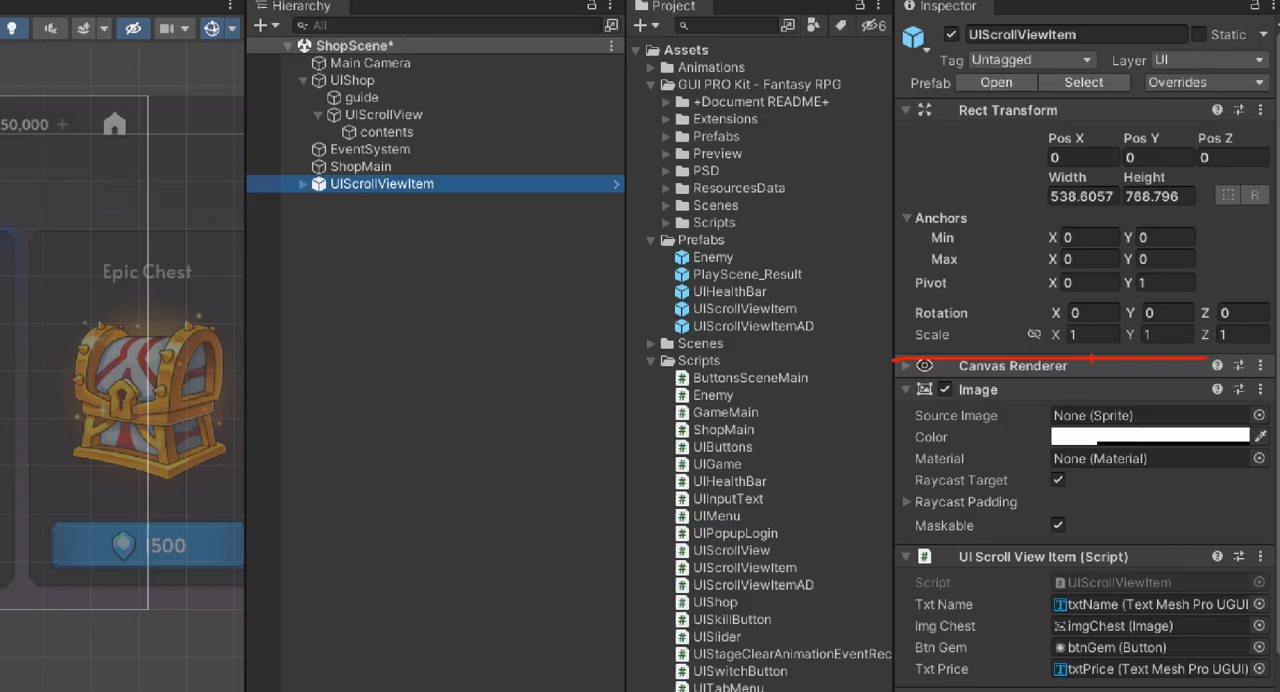 50,000 +
Epic Chest
1500
Hierarchy
All
ShopScene*
Main Camera
UIShop
guide
UIScrollView
contents
EventSystem
ShopMain
UIScrollViewItem
Project
6
Assets
Animations
GUI PRO Kit - Fantasy RPG
+Document README+
Extensions
Prefabs
Preview
PSD
ResourcesData
Scenes
Scripts
Prefabs
Enemy
PlayScene_Result
UIHealthBar
UIScrollViewItem
UIScrollViewItemAD
Scenes
Scripts
ButtonsSceneMain
Enemy
GameMain
ShopMain
UIButtons
UIGame
UIHealthBar
UIInputText
UIMenu
UIPopupLogin
UIScrollView
UIScrollViewItem
UIScrollViewItemAD
UIShop
UISkillButton
UISlider
UIStageClearAnimationEventRec
UISwitchButton
UITabMenu
Inspector
UIScrollViewItem Static
Tag Untagged Layer UI
Prefab Open Select Overrides
Rect Transform
Pos X Pos Y Pos Z
0 0 0
Width Height
538.6057 768.796 R
Anchors
Min X 0 Y 0
Max X 0 Y 0
Pivot X 0 Y 1
Rotation X 0 Y 0 Z 0
Scale X 1 Y 1 Z 1
Canvas Renderer
Image
Source Image None (Sprite)
Color
Material None (Material)
Raycast Target
Raycast Padding
Maskable
UI Scroll View Item (Script)
Script UIScrollViewItem
Txt Name txtName (Text Mesh Pro UGUI
Img Chest imgChest (Image)
Btn Gem btnGem (Button)
Txt Price txtPrice (Text Mesh Pro UGUI)